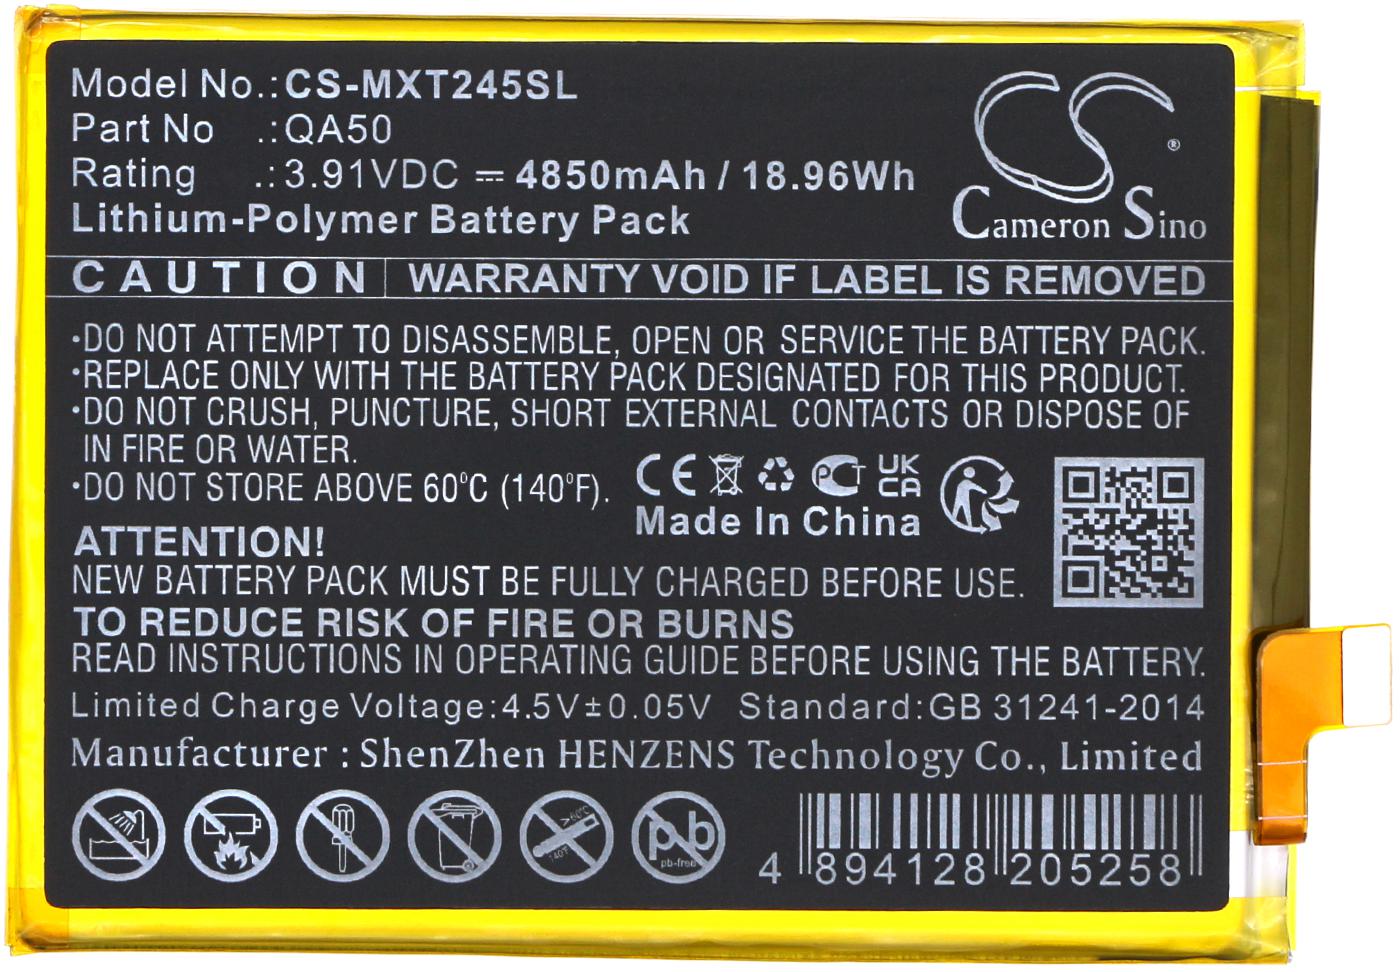 Model No.:CS-MXT245SL
Part No .:QA50
Rating .:3.91VDC ⎓ 4850mAh / 18.96Wh
Lithium-Polymer Battery Pack
CS
®
Cameron Sino
CAUTION WARRANTY VOID IF LABEL IS REMOVED
·DO NOT ATTEMPT TO DISASSEMBLE, OPEN OR SERVICE THE BATTERY PACK.
·REPLACE ONLY WITH THE BATTERY PACK DESIGNATED FOR THIS PRODUCT.
·DO NOT CRUSH, PUNCTURE, SHORT EXTERNAL CONTACTS OR DISPOSE OF
IN FIRE OR WATER.
·DO NOT STORE ABOVE 60°C (140°F).
CE PCT UK
CA
Made In China
ATTENTION!
NEW BATTERY PACK MUST BE FULLY CHARGED BEFORE USE.
TO REDUCE RISK OF FIRE OR BURNS
READ INSTRUCTIONS IN OPERATING GUIDE BEFORE USING THE BATTERY.
Limited Charge Voltage:4.5V±0.05V Standard:GB 31241-2014
Manufacturer : ShenZhen HENZENS Technology Co., Limited
>60°C
140°F
pb
pb-free
4 894128 205258